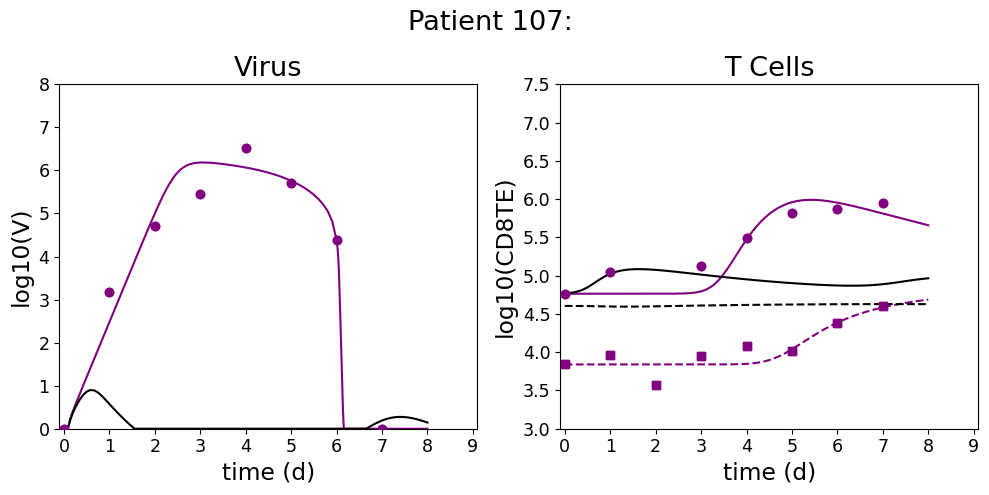 Patient 107:
Virus
T Cells
log10(V)
8
7
6
5
4
3
2
1
0
0 1 2 3 4 5 6 7 8 9
time (d)
log10(CD8TE)
7.5
7.0
6.5
6.0
5.5
5.0
4.5
4.0
3.5
3.0
0 1 2 3 4 5 6 7 8 9
time (d)